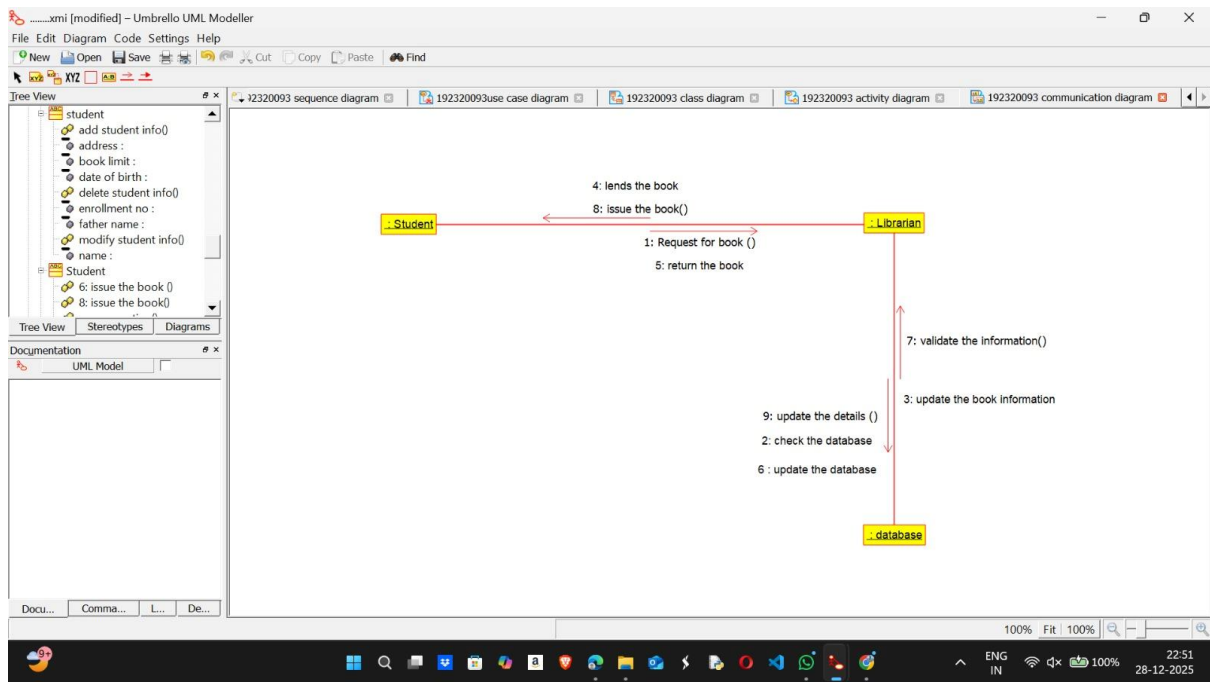 .........xmi [modified] – Umbrello UML Modeller
File Edit Diagram Code Settings Help
New Open Save Cut Copy Paste Find
XYZ XYZ A.B
Tree View
192320093 sequence diagram 192320093use case diagram 192320093 class diagram 192320093 activity diagram 192320093 communication diagram
student
add student info()
address :
book limit :
date of birth :
delete student info()
enrollment no :
father name :
modify student info()
name :
Student
6: issue the book ()
8: issue the book()
Tree View Stereotypes Diagrams
Documentation
UML Model
4: lends the book
8: issue the book()
: Student
: Librarian
1: Request for book ()
5: return the book
7: validate the information()
3: update the book information
9: update the details ()
2: check the database
6 : update the database
: database
Docu... Comma... L... De...
100% Fit 100%
9+
ENG
IN
100%
22:51
28-12-2025